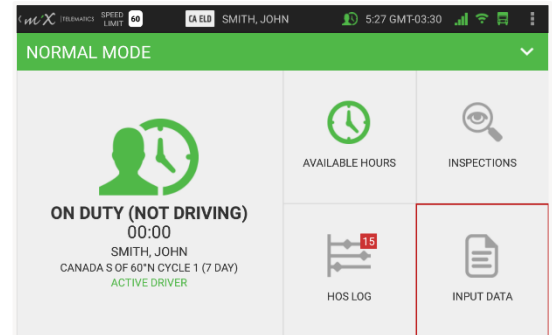 mX TELEMATICS SPEED LIMIT 60 CA ELD SMITH, JOHN 5:27 GMT-03:30
NORMAL MODE
AVAILABLE HOURS
INSPECTIONS
ON DUTY (NOT DRIVING)
00:00
SMITH, JOHN
CANADA S OF 60°N CYCLE 1 (7 DAY)
ACTIVE DRIVER
15
HOS LOG
INPUT DATA